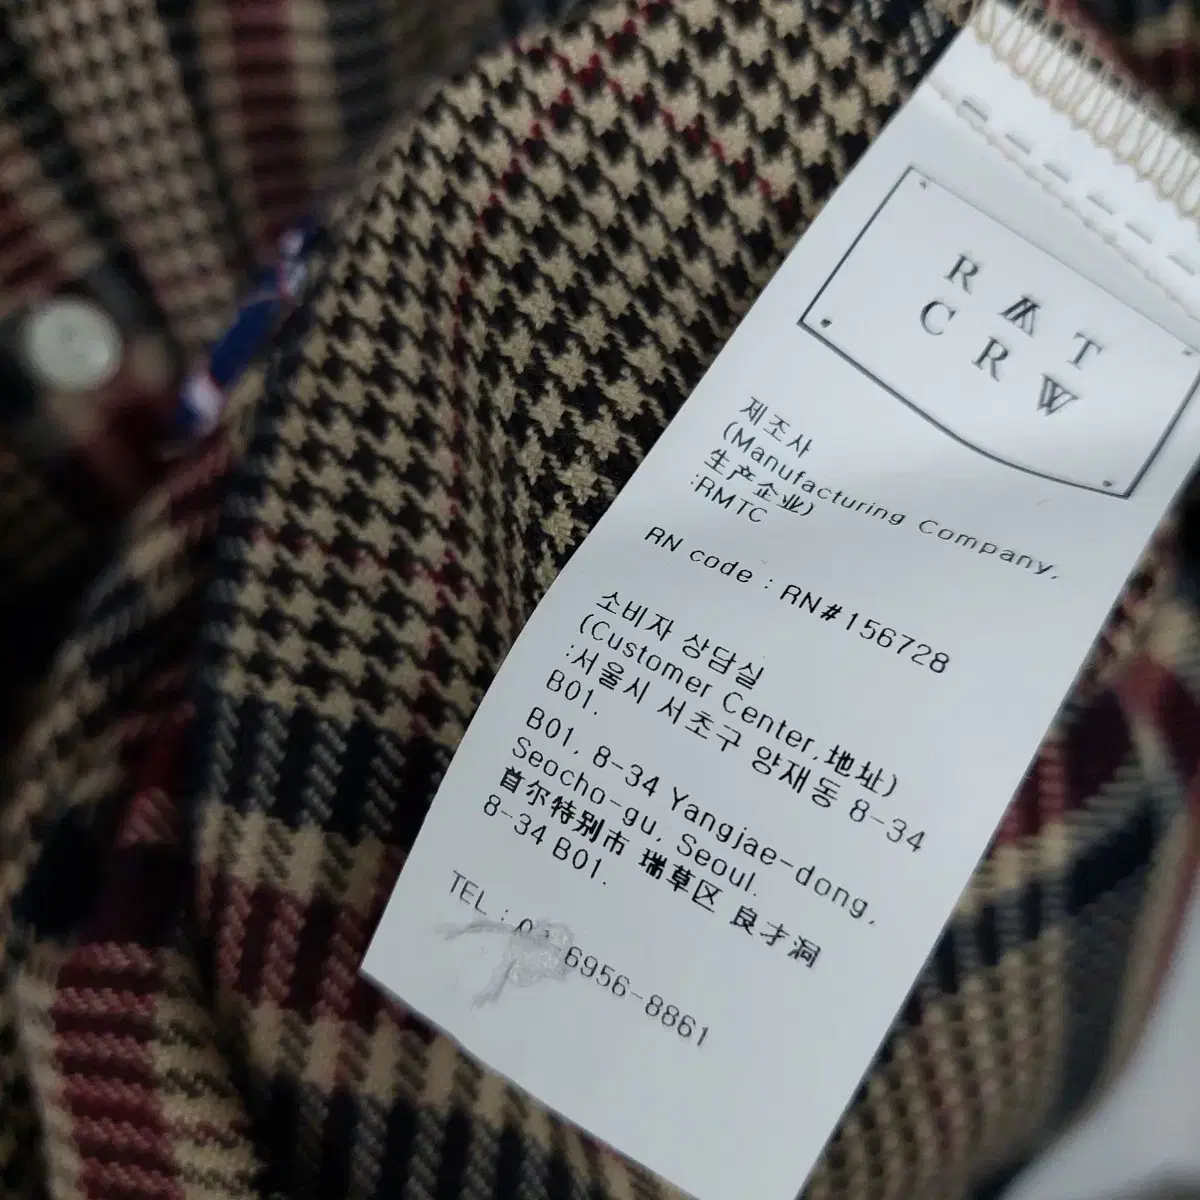 R M T
C R W
제조사
(Manufacturing Company,
生产企业)
:RMTC
RN code : RN#156728
소비자 상담실
(Customer Center,地址)
:서울시 서초구 양재동 8-34
B01.
B01, 8-34 Yangjae-dong,
Seocho-gu, Seoul.
首尔特别市 瑞草区 良才洞
8-34 B01.
TEL : 6956-8861